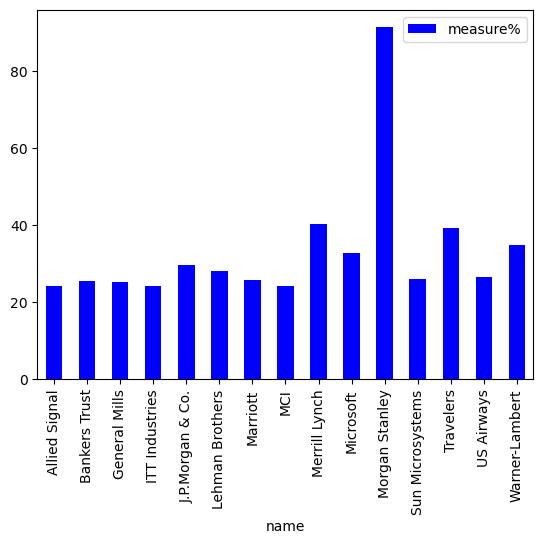 measure%
80
60
40
20
0
Allied Signal
Bankers Trust
General Mills
ITT Industries
J.P.Morgan & Co.
Lehman Brothers
Marriott
MCI
Merrill Lynch
Microsoft
Morgan Stanley
Sun Microsystems
Travelers
US Airways
Warner-Lambert
name